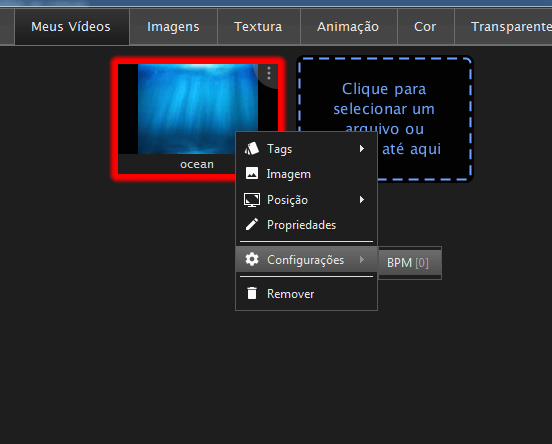 Meus Vídeos
Imagens
Textura
Animação
Cor
Transparente
Clique para
selecionar um
arquivo ou
até aqui
ocean
Tags
Imagem
Posição
Propriedades
Configurações
BPM [0]
Remover